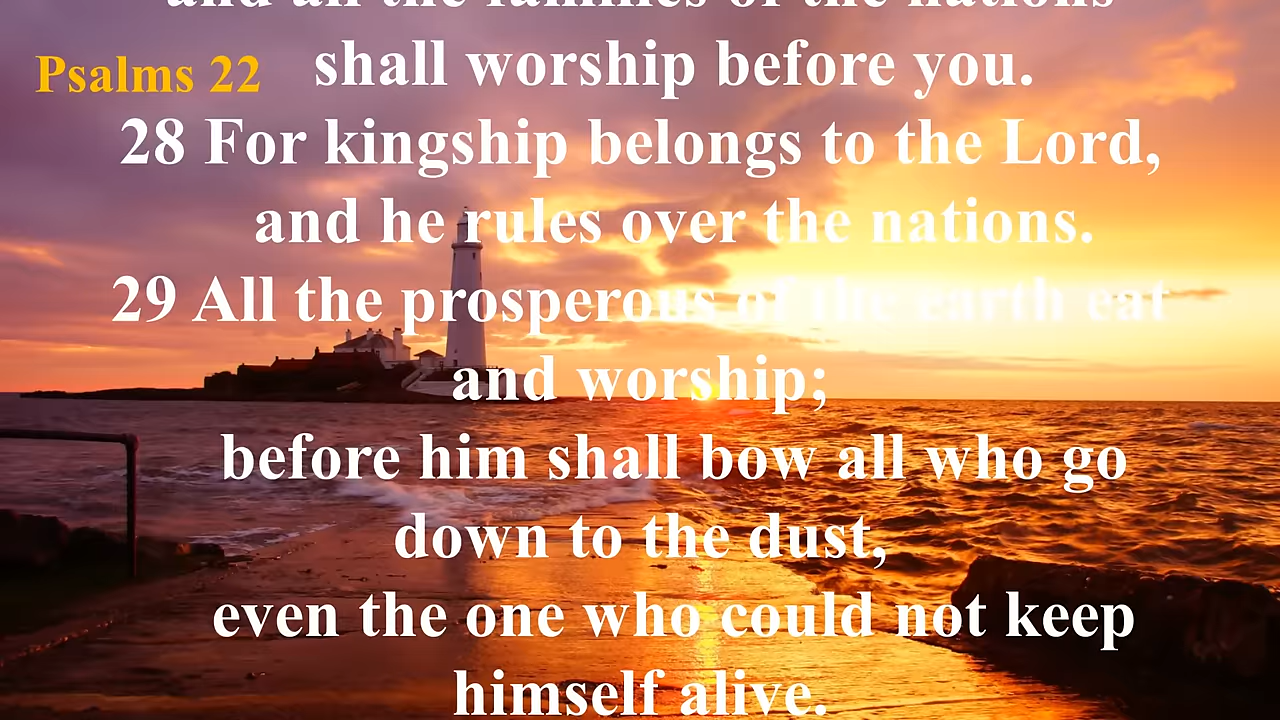 and all the families of the nations
Psalms 22
shall worship before you.
28 For kingship belongs to the Lord,
and he rules over the nations.
29 All the prosperous of the earth eat
and worship;
before him shall bow all who go
down to the dust,
even the one who could not keep
himself alive.